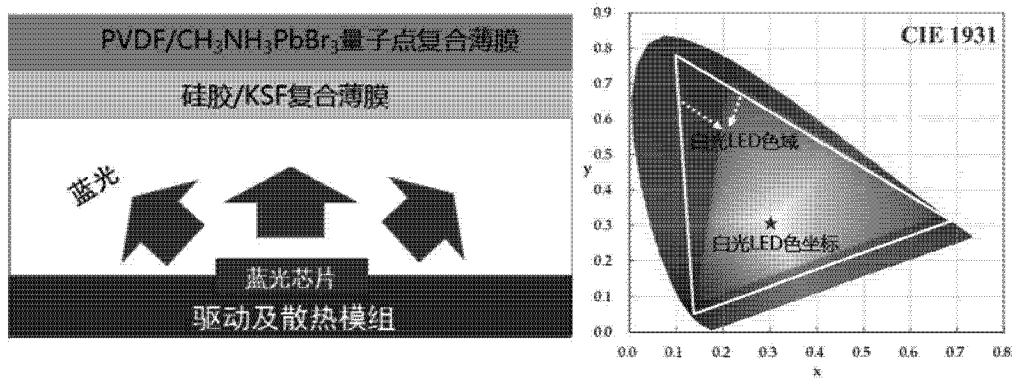 PVDF/CH₃NH₃PbBr₃量子点复合薄膜
硅胶/KSF复合薄膜
蓝光
蓝光芯片
驱动及散热模组
CIE 1931
白光LED色域
白光LED色坐标
y
0.9
0.8
0.7
0.6
0.5
0.4
0.3
0.2
0.1
0.0
0.0 0.1 0.2 0.3 0.4 0.5 0.6 0.7 0.8
x